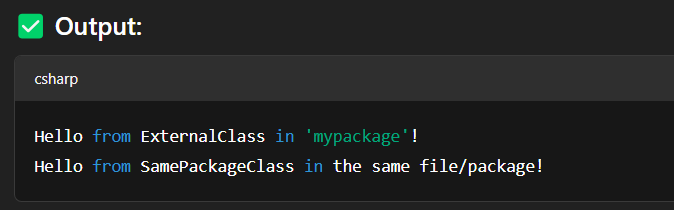 ✅ Output:
csharp
Hello from ExternalClass in 'mypackage'!
Hello from SamePackageClass in the same file/package!